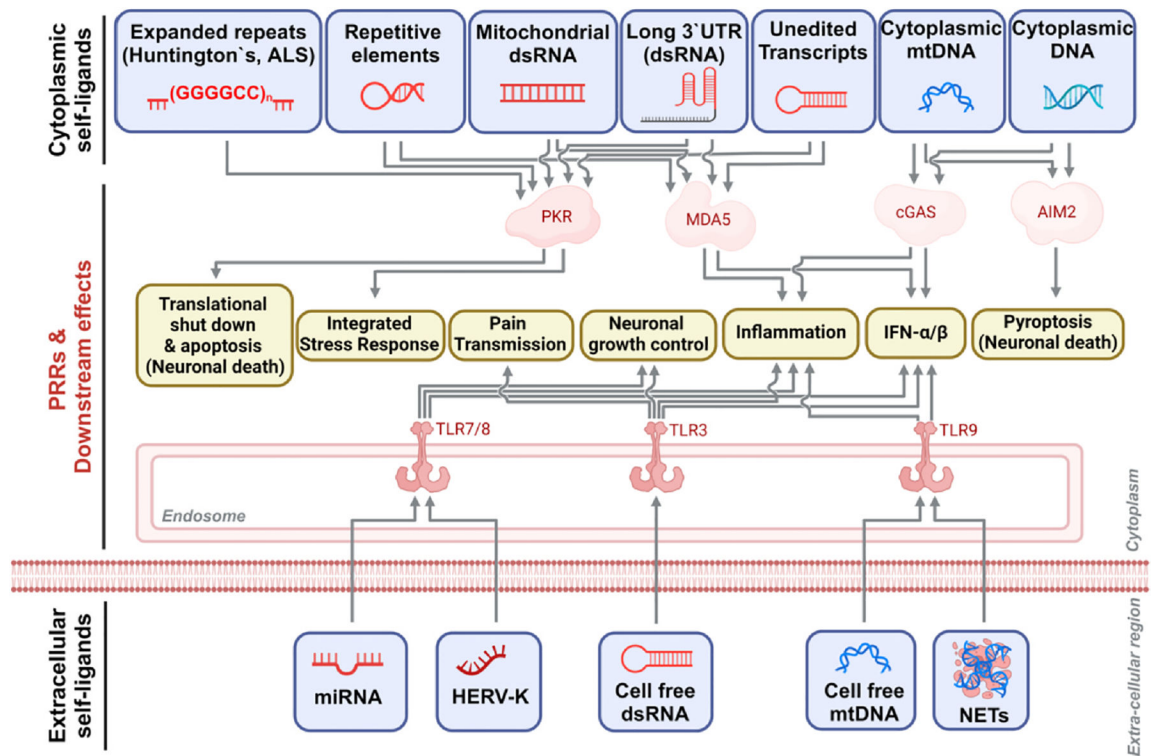 Cytoplasmic
self-ligands
Expanded repeats
(Huntington`s, ALS)
(GGGGCC)n
Repetitive
elements
Mitochondrial
dsRNA
Long 3`UTR
(dsRNA)
Unedited
Transcripts
Cytoplasmic
mtDNA
Cytoplasmic
DNA
PRRs &
Downstream effects
PKR
MDA5
cGAS
AIM2
Translational
shut down
& apoptosis
(Neuronal death)
Integrated
Stress Response
Pain
Transmission
Neuronal
growth control
Inflammation
IFN-α/β
Pyroptosis
(Neuronal death)
TLR7/8
TLR3
TLR9
Endosome
Cytoplasm
Extracellular
self-ligands
miRNA
HERV-K
Cell free
dsRNA
Cell free
mtDNA
NETs
Extra-cellular region